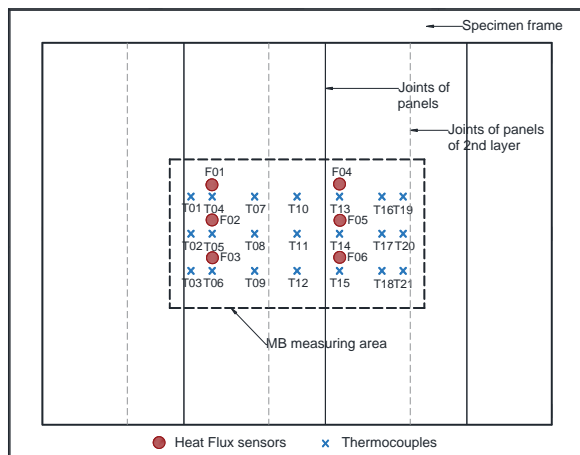 Specimen frame
Joints of
panels
Joints of panels
of 2nd layer
F01 F04
T01 T04 T07 T10 T13 T16 T19
F02 F05
T02 T05 T08 T11 T14 T17 T20
F03 F06
T03 T06 T09 T12 T15 T18 T21
MB measuring area
Heat Flux sensors Thermocouples